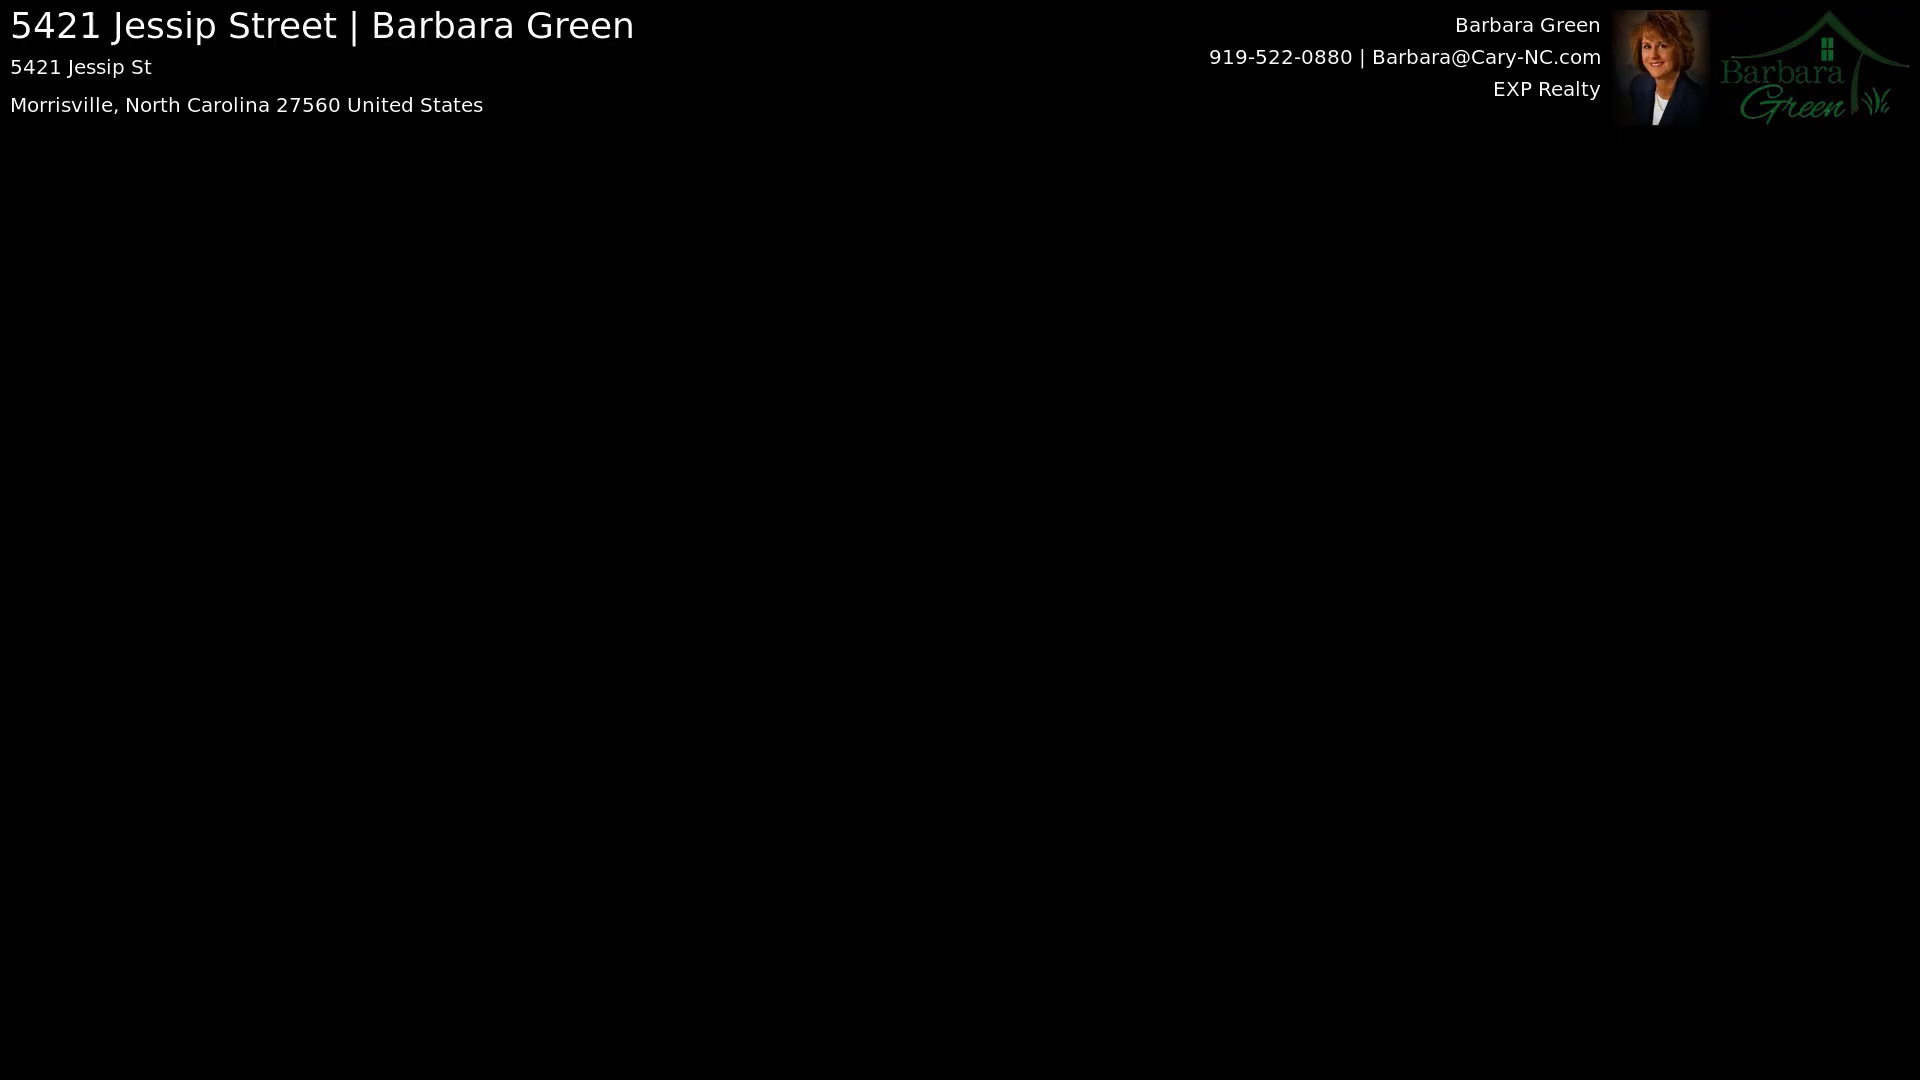 5421 Jessip Street | Barbara Green
5421 Jessip St
Morrisville, North Carolina 27560 United States
Barbara Green
919-522-0880 | Barbara@Cary-NC.com
EXP Realty
Barbara
Green